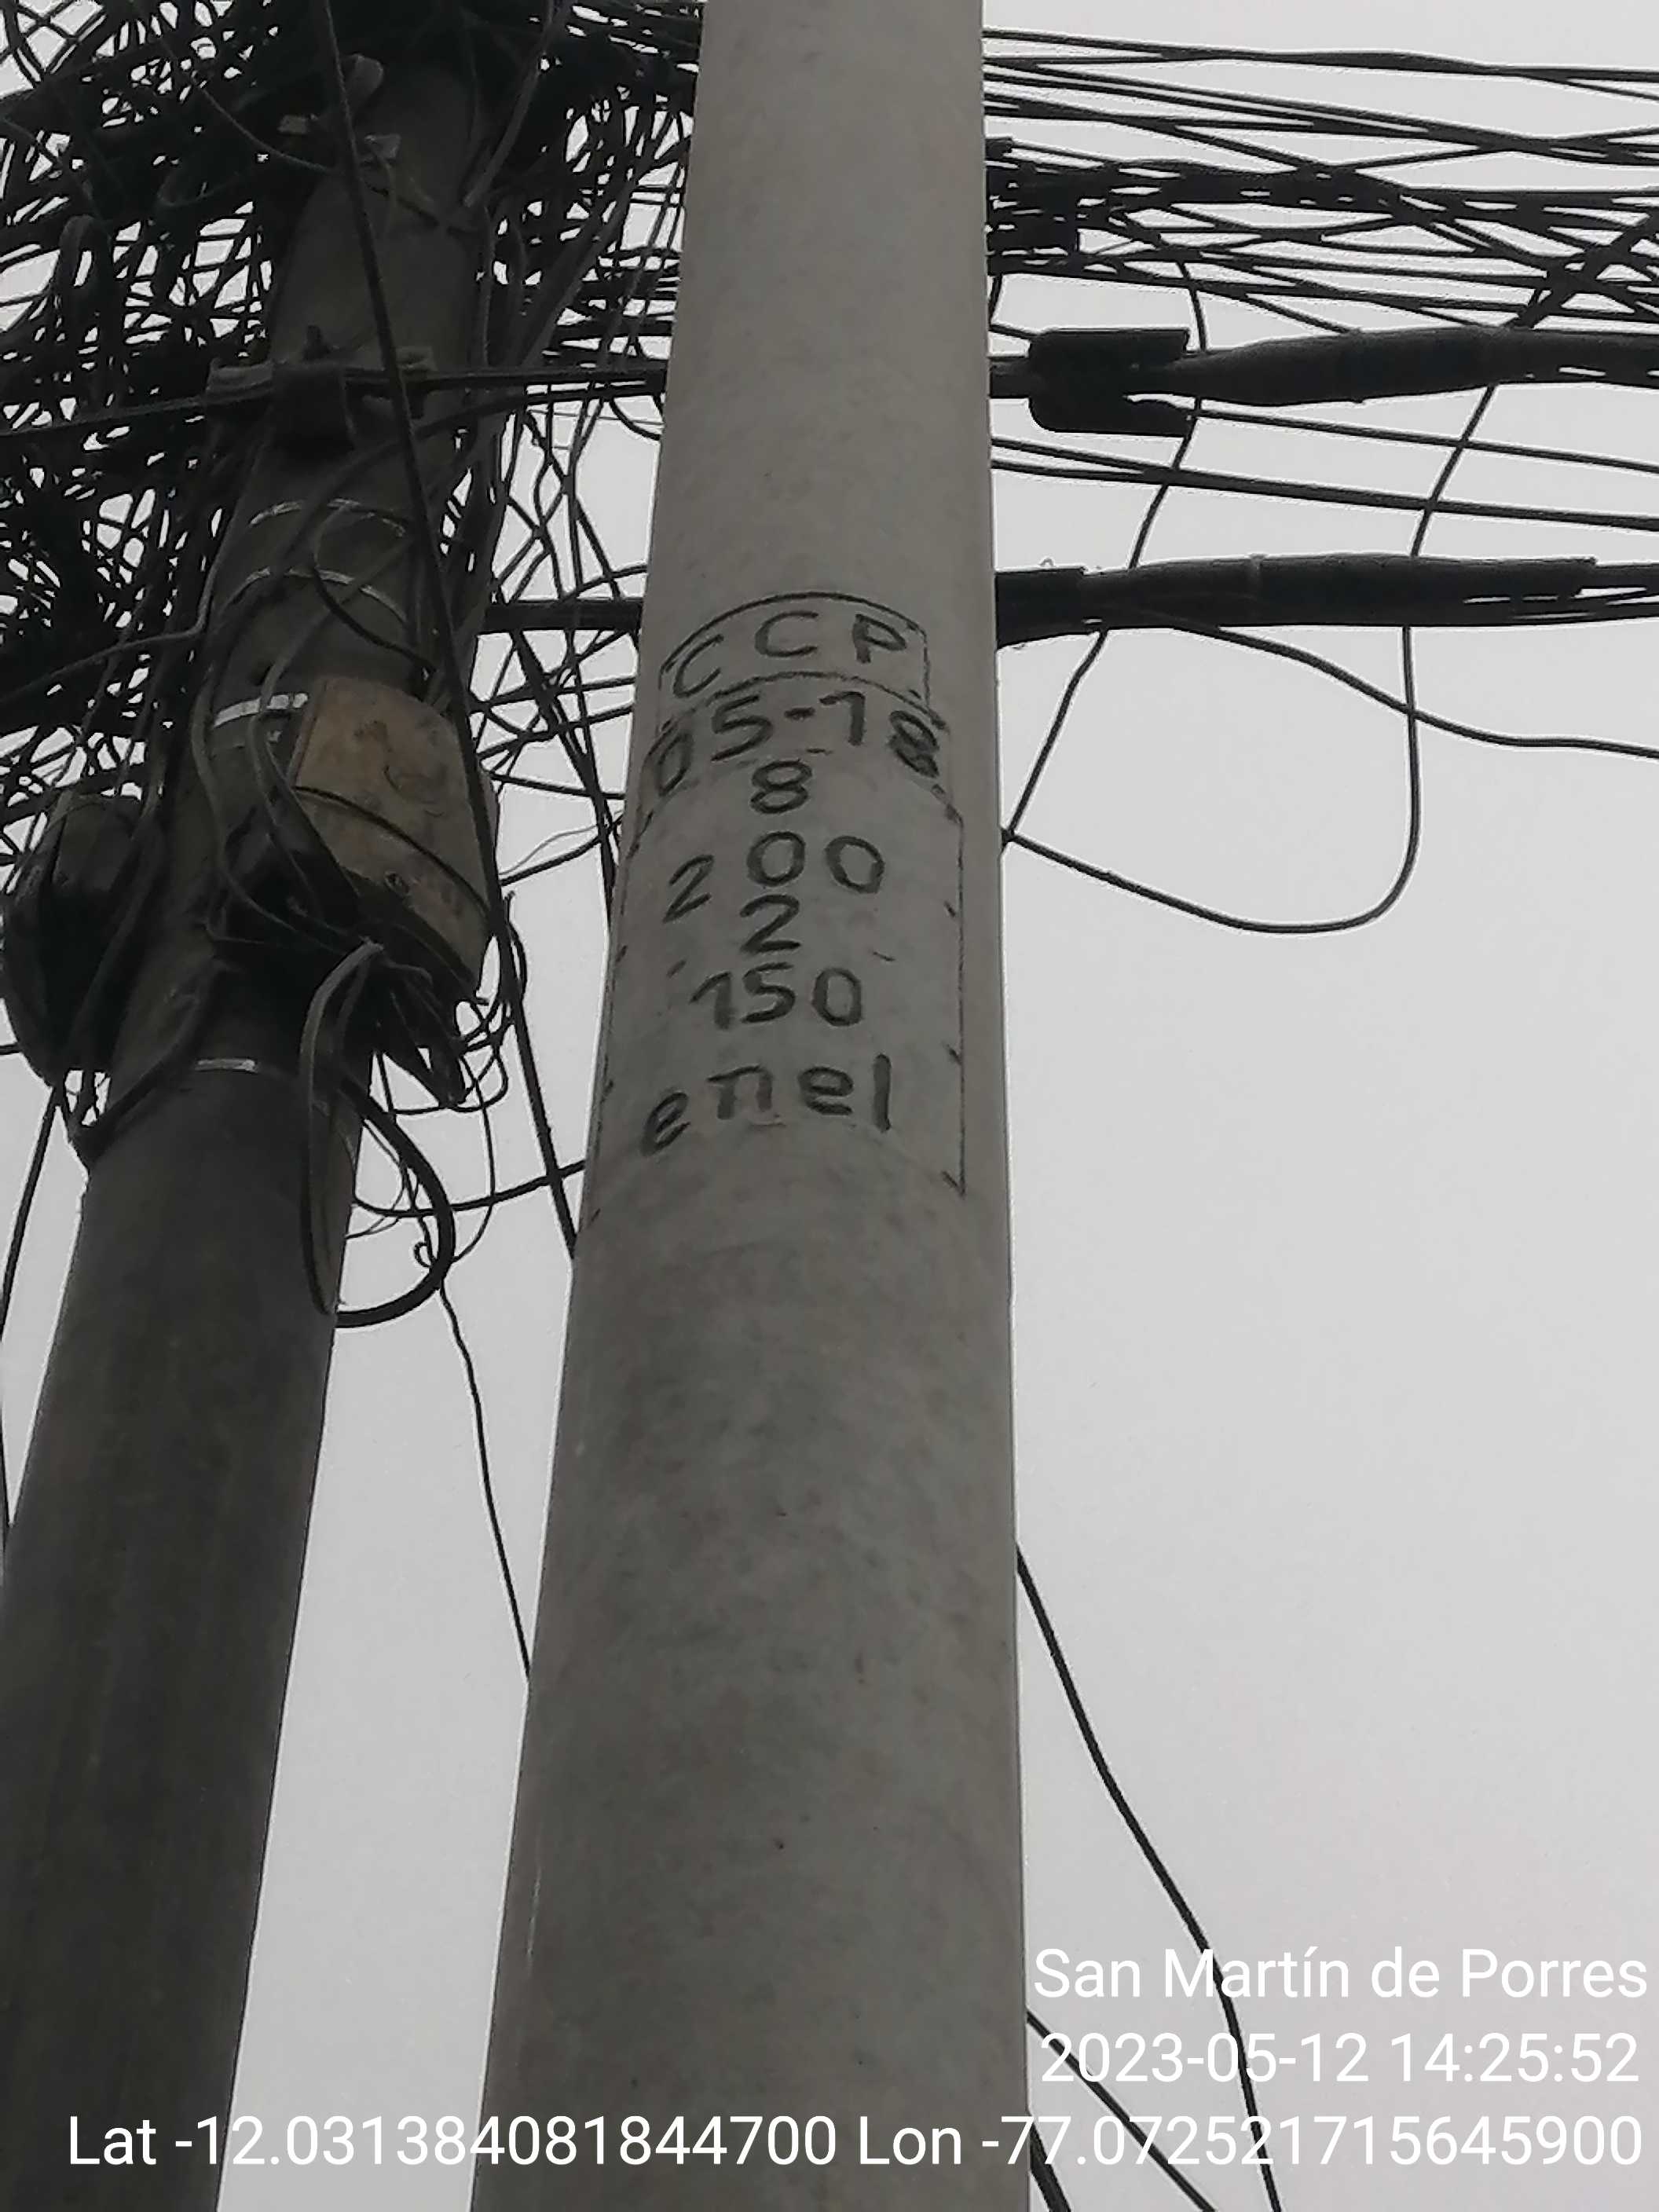 CCP
05-18
8
200
2
150
enel
San Martín de Porres
2023-05-12 14:25:52
Lat -12.031384081844700 Lon -77.072521715645900